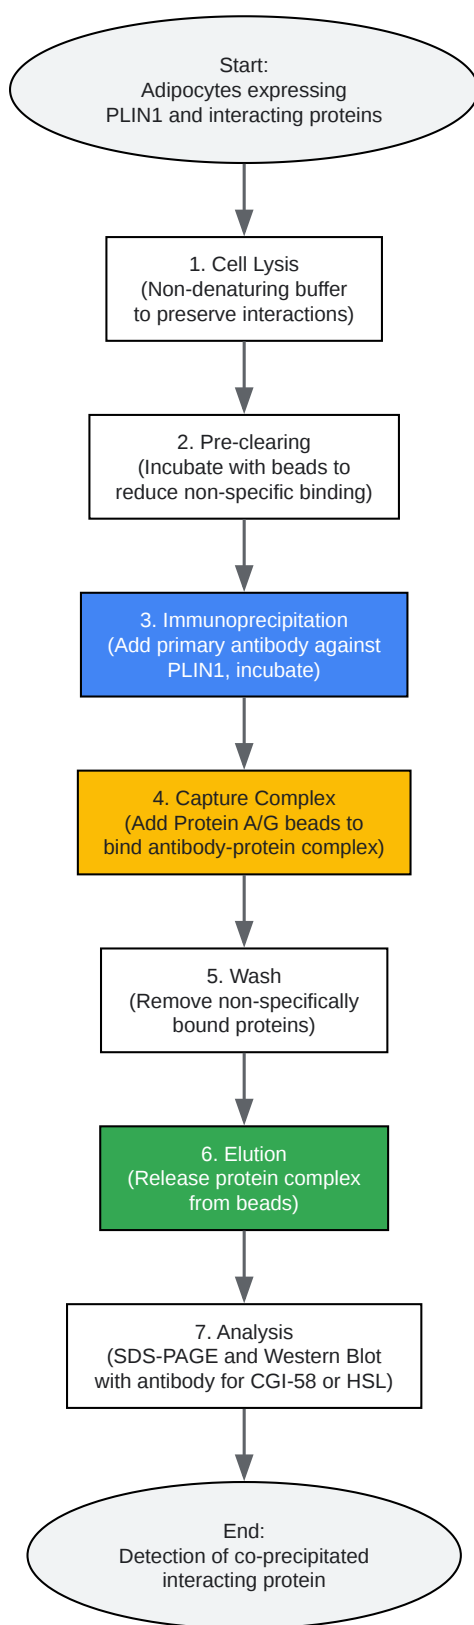 Start:
Adipocytes expressing
PLIN1 and interacting proteins
1. Cell Lysis
(Non-denaturing buffer
to preserve interactions)
2. Pre-clearing
(Incubate with beads to
reduce non-specific binding)
3. Immunoprecipitation
(Add primary antibody against
PLIN1, incubate)
4. Capture Complex
(Add Protein A/G beads to
bind antibody-protein complex)
5. Wash
(Remove non-specifically
bound proteins)
6. Elution
(Release protein complex
from beads)
7. Analysis
(SDS-PAGE and Western Blot
with antibody for CGI-58 or HSL)
End:
Detection of co-precipitated
interacting protein